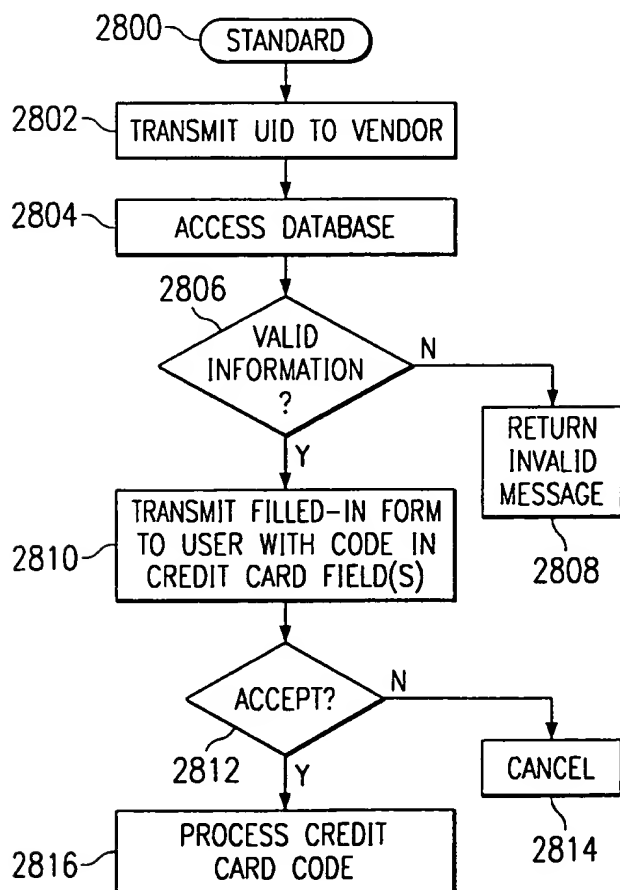 2800
STANDARD
2802
TRANSMIT UID TO VENDOR
2804
ACCESS DATABASE
2806
VALID
INFORMATION
?
N
Y
RETURN
INVALID
MESSAGE
2808
2810
TRANSMIT FILLED-IN FORM
TO USER WITH CODE IN
CREDIT CARD FIELD(S)
ACCEPT?
N
2812
Y
CANCEL
2814
2816
PROCESS CREDIT
CARD CODE